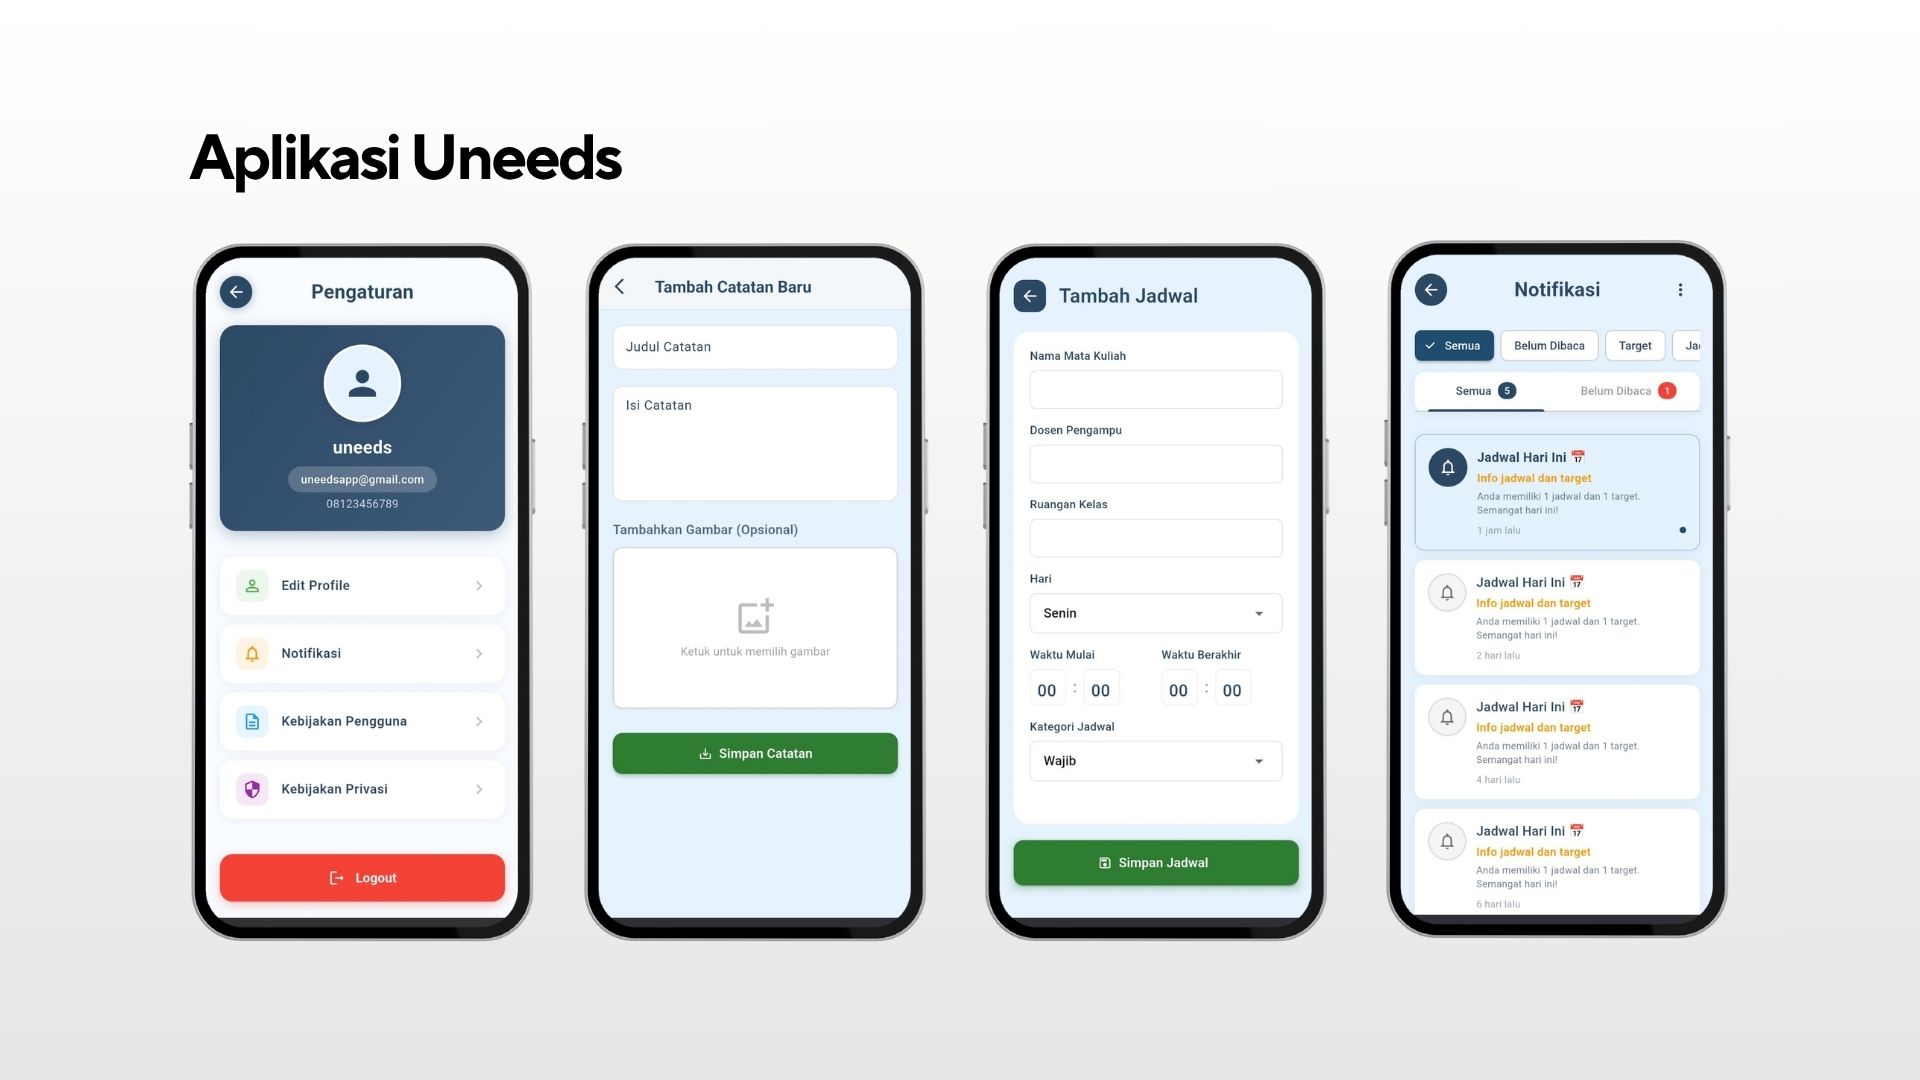 Aplikasi Uneeds
Pengaturan
uneeds
uneedsapp@gmail.com
08123456789
Edit Profile
Notifikasi
Kebijakan Pengguna
Kebijakan Privasi
Logout
Tambah Catatan Baru
Judul Catatan
Isi Catatan
Tambahkan Gambar (Opsional)
Ketuk untuk memilih gambar
Simpan Catatan
Tambah Jadwal
Nama Mata Kuliah
Dosen Pengampu
Ruangan Kelas
Hari
Senin
Waktu Mulai Waktu Berakhir
00 : 00 00 : 00
Kategori Jadwal
Wajib
Simpan Jadwal
Notifikasi
Semua Belum Dibaca Target Ja
Semua 5 Belum Dibaca 1
Jadwal Hari Ini 📅
Info jadwal dan target
Anda memiliki 1 jadwal dan 1 target.
Semangat hari ini!
1 jam lalu
Jadwal Hari Ini 📅
Info jadwal dan target
Anda memiliki 1 jadwal dan 1 target.
Semangat hari ini!
2 hari lalu
Jadwal Hari Ini 📅
Info jadwal dan target
Anda memiliki 1 jadwal dan 1 target.
Semangat hari ini!
4 hari lalu
Jadwal Hari Ini 📅
Info jadwal dan target
Anda memiliki 1 jadwal dan 1 target.
Semangat hari ini!
6 hari lalu